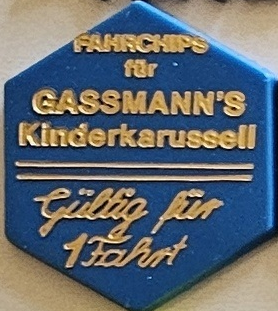 FAHRCHIPS
für
GASSMANN'S
Kinderkarussell
Gültig für
1 Fahrt